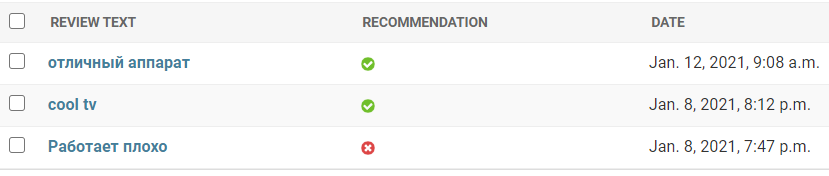 REVIEW TEXT RECOMMENDATION DATE
отличный аппарат Jan. 12, 2021, 9:08 a.m.
cool tv Jan. 8, 2021, 8:12 p.m.
Работает плохо Jan. 8, 2021, 7:47 p.m.